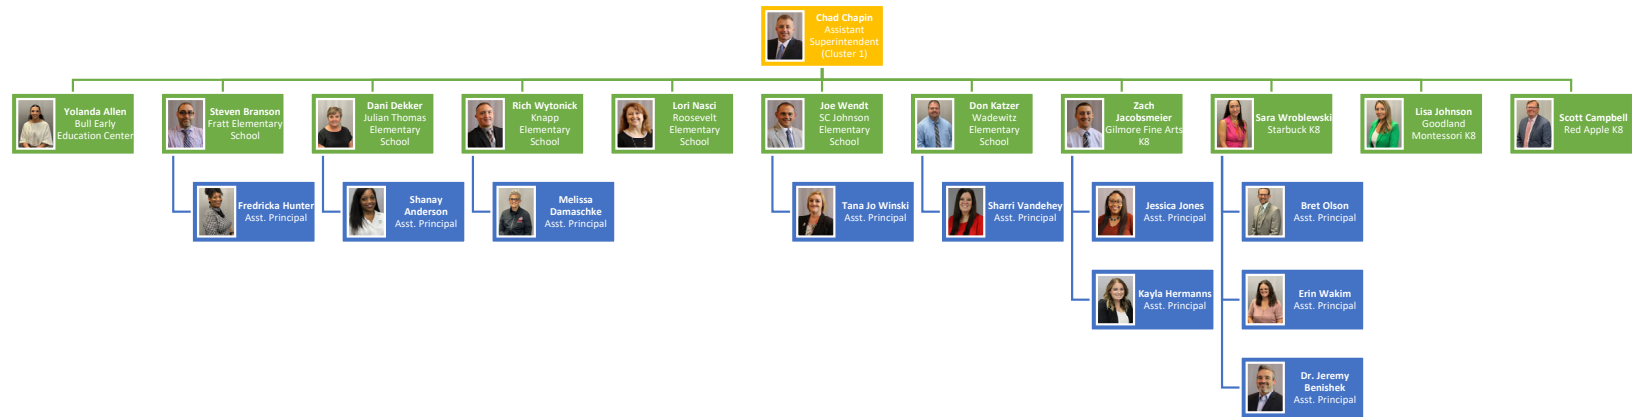 Chad Chapin
Assistant
Superintendent
(Cluster 1)
Yolanda Allen
Bull Early
Education Center
Steven Branson
Fratt Elementary
School
Dani Dekker
Julian Thomas
Elementary
School
Rich Wytonick
Knapp
Elementary
School
Lori Nasci
Roosevelt
Elementary
School
Joe Wendt
SC Johnson
Elementary
School
Don Katzer
Wadewitz
Elementary
School
Zach
Jacobsmeier
Gilmore Fine Arts
K8
Sara Wroblewski
Starbuck K8
Lisa Johnson
Goodland
Montessori K8
Scott Campbell
Red Apple K8
Fredricka Hunter
Asst. Principal
Shanay
Anderson
Asst. Principal
Melissa
Damaschke
Asst. Principal
Tana Jo Winski
Asst. Principal
Sharri Vandehey
Asst. Principal
Jessica Jones
Asst. Principal
Bret Olson
Asst. Principal
Kayla Hermanns
Asst. Principal
Erin Wakim
Asst. Principal
Dr. Jeremy
Benishek
Asst. Principal